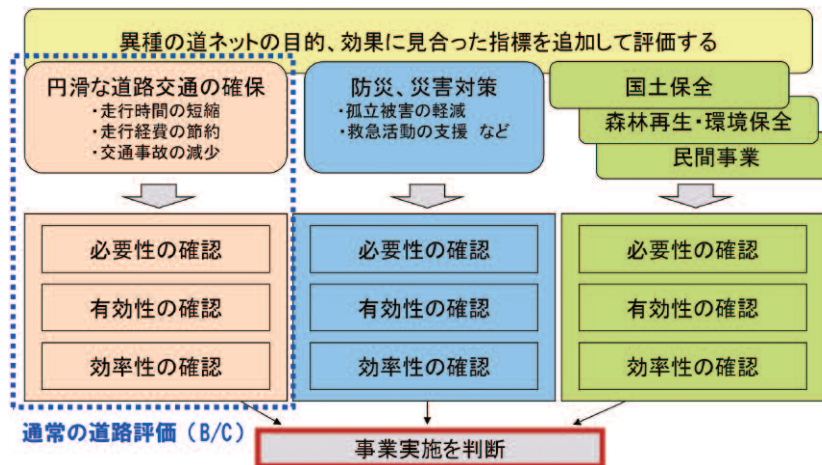 異種の道ネットの目的、効果に見合った指標を追加して評価する
円滑な道路交通の確保
・走行時間の短縮
・走行経費の節約
・交通事故の減少
防災、災害対策
・孤立被害の軽減
・救急活動の支援 など
国土保全
森林再生・環境保全
民間事業
必要性の確認
有効性の確認
効率性の確認
必要性の確認
有効性の確認
効率性の確認
必要性の確認
有効性の確認
効率性の確認
通常の道路評価（B/C）
事業実施を判断